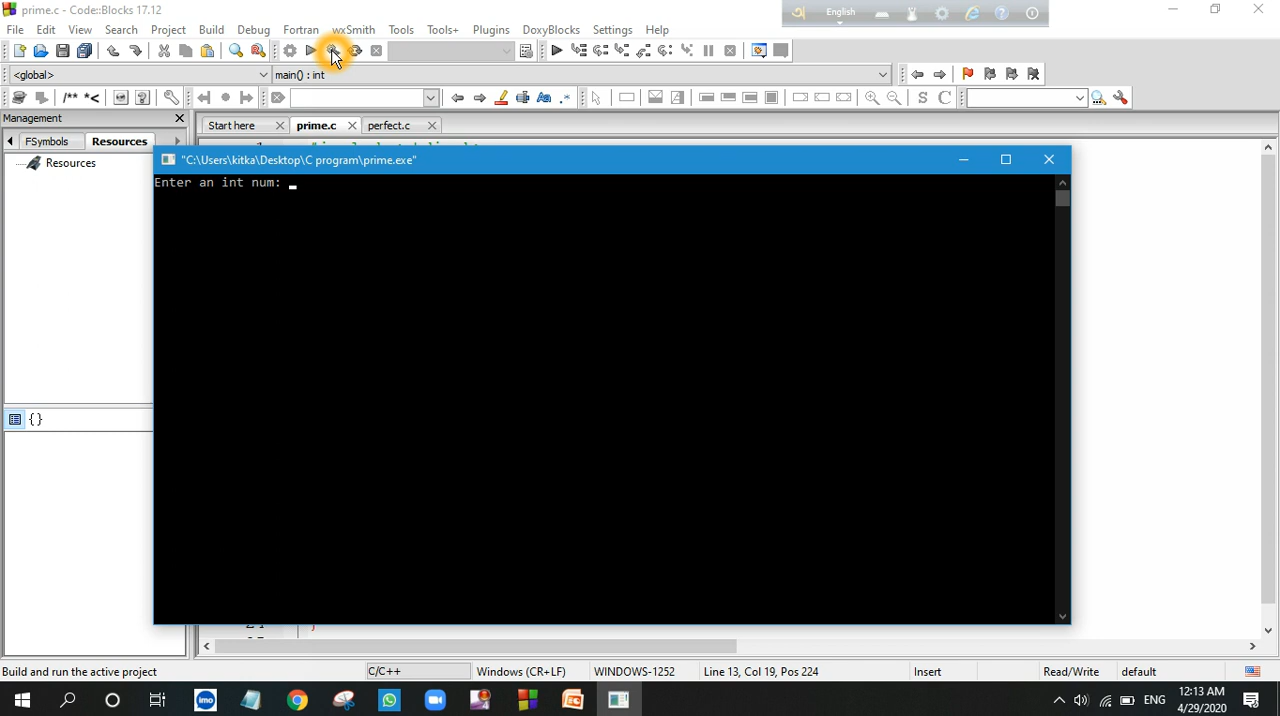 prime.c - Code::Blocks 17.12
English
File Edit View Search Project Build Debug Fortran wxSmith Tools Tools+ Plugins DoxyBlocks Settings Help
<global> main() : int
/** *<
S C
Management
Start here prime.c perfect.c
FSymbols Resources
Resources
"C:\Users\kitka\Desktop\C program\prime.exe"
Enter an int num:
{}
Build and run the active project C/C++ Windows (CR+LF) WINDOWS-1252 Line 13, Col 19, Pos 224 Insert Read/Write default
imo
ENG
12:13 AM
4/29/2020